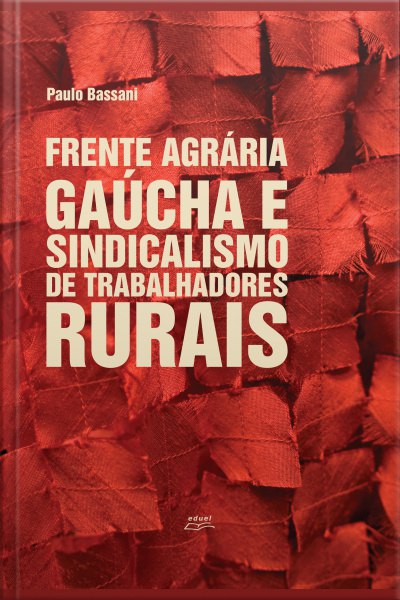 Paulo Bassani
FRENTE AGRÁRIA
GAÚCHA E
SINDICALISMO
DE TRABALHADORES
RURAIS
eduel